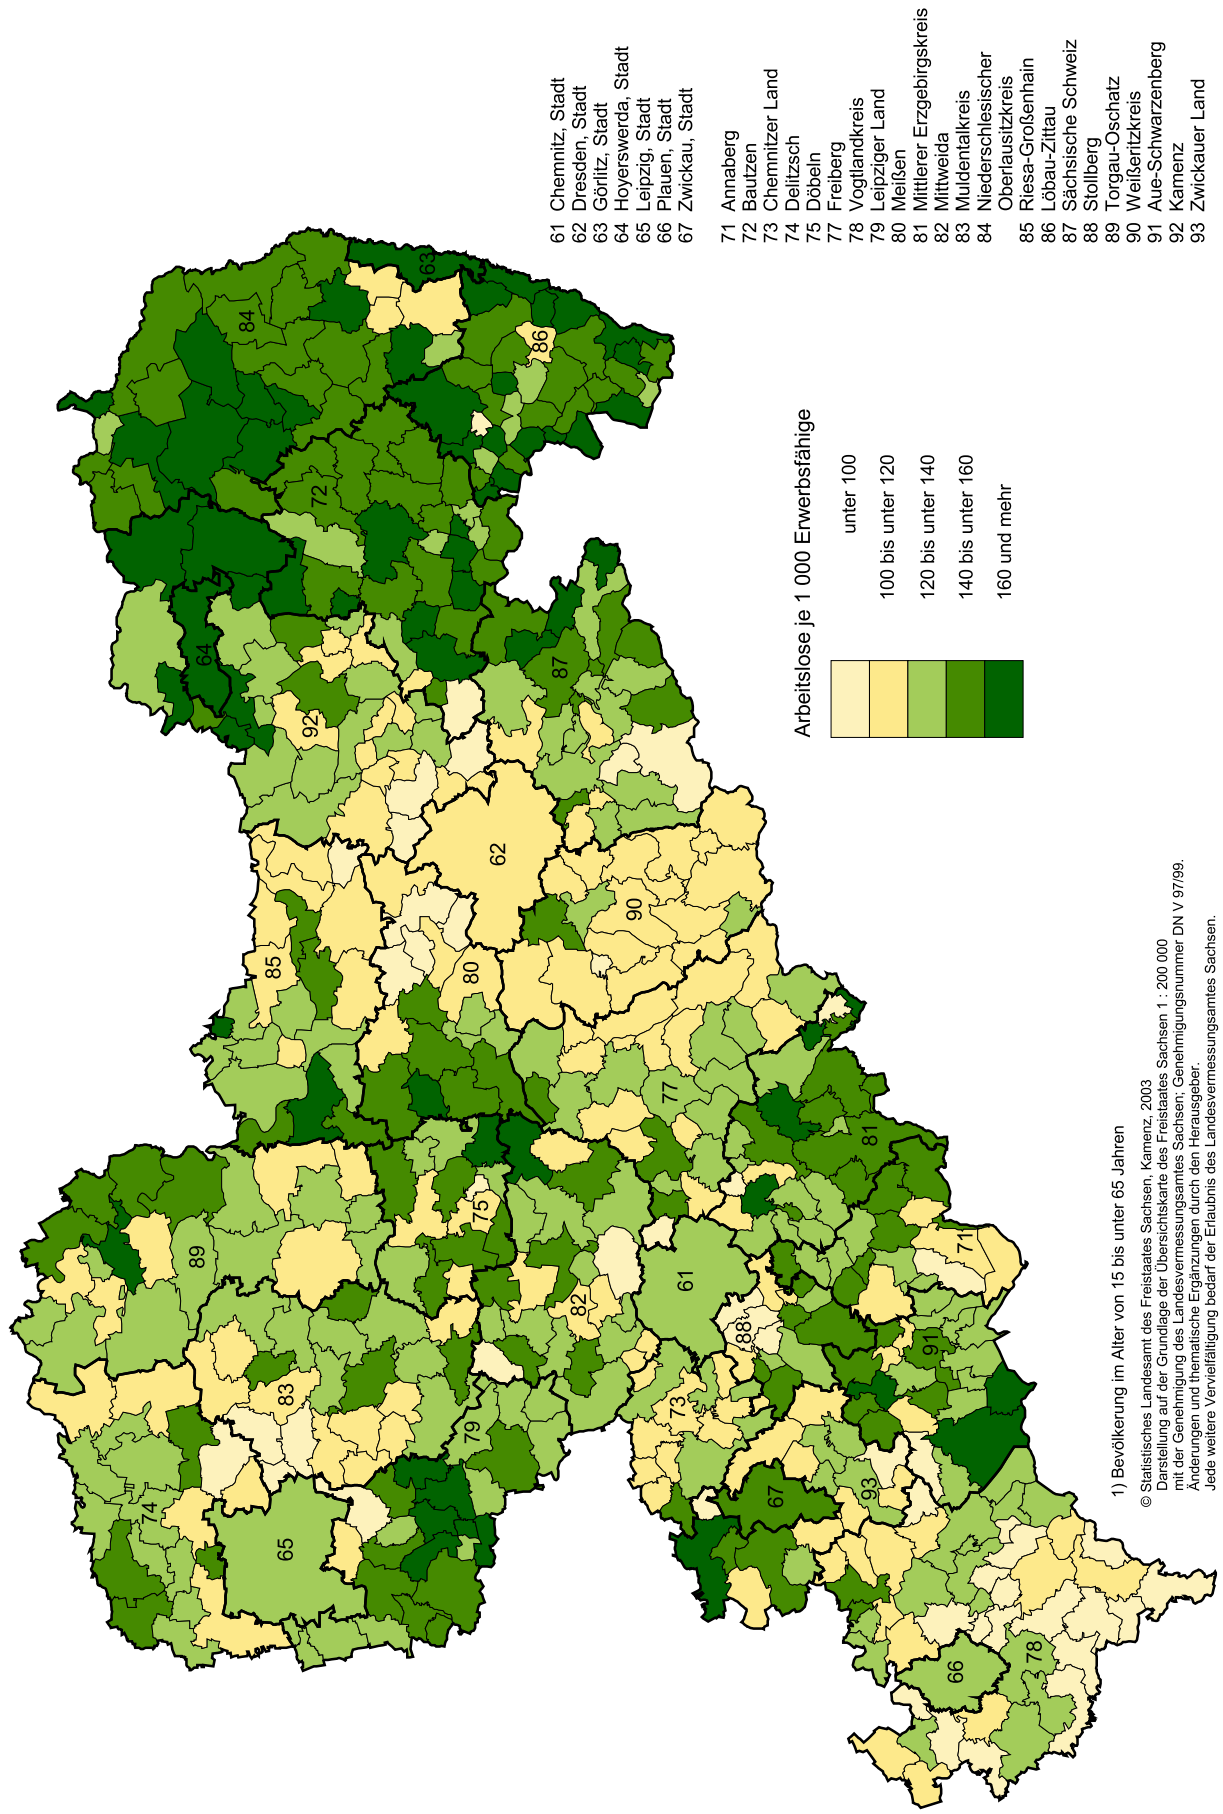 61 Chemnitz, Stadt
62 Dresden, Stadt
63 Görlitz, Stadt
64 Hoyerswerda, Stadt
65 Leipzig, Stadt
66 Plauen, Stadt
67 Zwickau, Stadt
71 Annaberg
72 Bautzen
73 Chemnitzer Land
74 Delitzsch
75 Döbeln
77 Freiberg
78 Vogtlandkreis
79 Leipziger Land
80 Meißen
81 Mittlerer Erzgebirgskreis
82 Mittweida
83 Muldentalkreis
84 Niederschlesischer
Oberlausitzkreis
85 Riesa-Großenhain
86 Löbau-Zittau
87 Sächsische Schweiz
88 Stollberg
89 Torgau-Oschatz
90 Weißeritzkreis
91 Aue-Schwarzenberg
92 Kamenz
93 Zwickauer Land
Arbeitslose je 1 000 Erwerbsfähige
unter 100
100 bis unter 120
120 bis unter 140
140 bis unter 160
160 und mehr
74
89
65
83
79
85
80
75
82
64
92
62
84
72
63
86
87
90
77
61
81
88
73
71
91
67
93
66
78
1) Bevölkerung im Alter von 15 bis unter 65 Jahren
© Statistisches Landesamt des Freistaates Sachsen, Kamenz, 2003
Darstellung auf der Grundlage der Übersichtskarte des Freistaates Sachsen 1 : 200 000
mit der Genehmigung des Landesvermessungsamtes Sachsen; Genehmigungsnummer DN V 97/99.
Änderungen und thematische Ergänzungen durch den Herausgeber.
Jede weitere Vervielfältigung bedarf der Erlaubnis des Landesvermessungsamtes Sachsen.